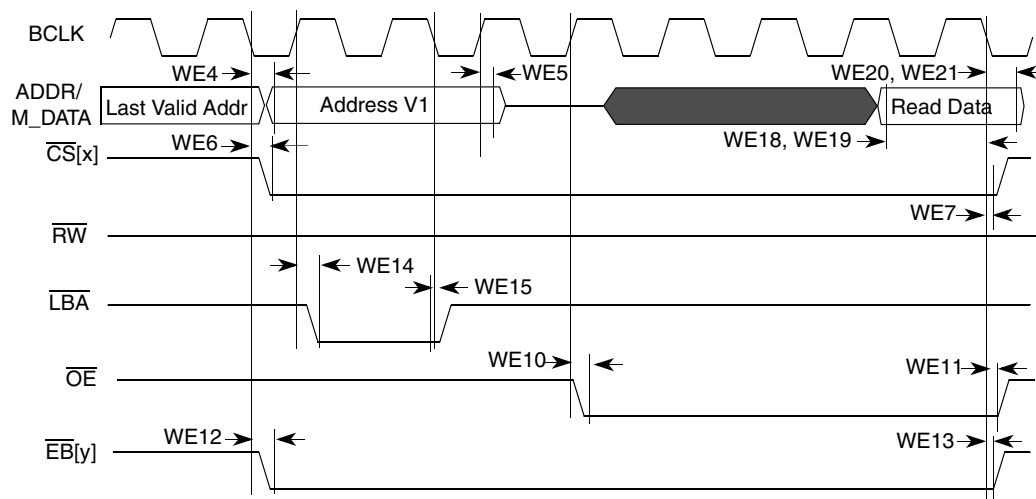 BCLK
WE4
WE5
WE20, WE21
ADDR/
M_DATA
Last Valid Addr
Address V1
Read Data
WE6
WE18, WE19
CS[x]
WE7
RW
WE14
LBA
WE15
WE10
WE11
OE
WE12
WE13
EB[y]